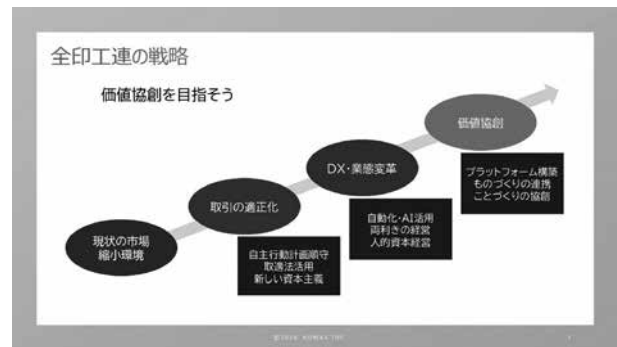 全印工連の戦略
価値協創を目指そう
価値協創
プラットフォーム構築
ものづくりの連携
ことづくりの協創
DX・業態変革
自動化・AI活用
両利きの経営
人的資本経営
取引の適正化
自主行動計画順守
取適法活用
新しい資本主義
現状の市場
縮小環境